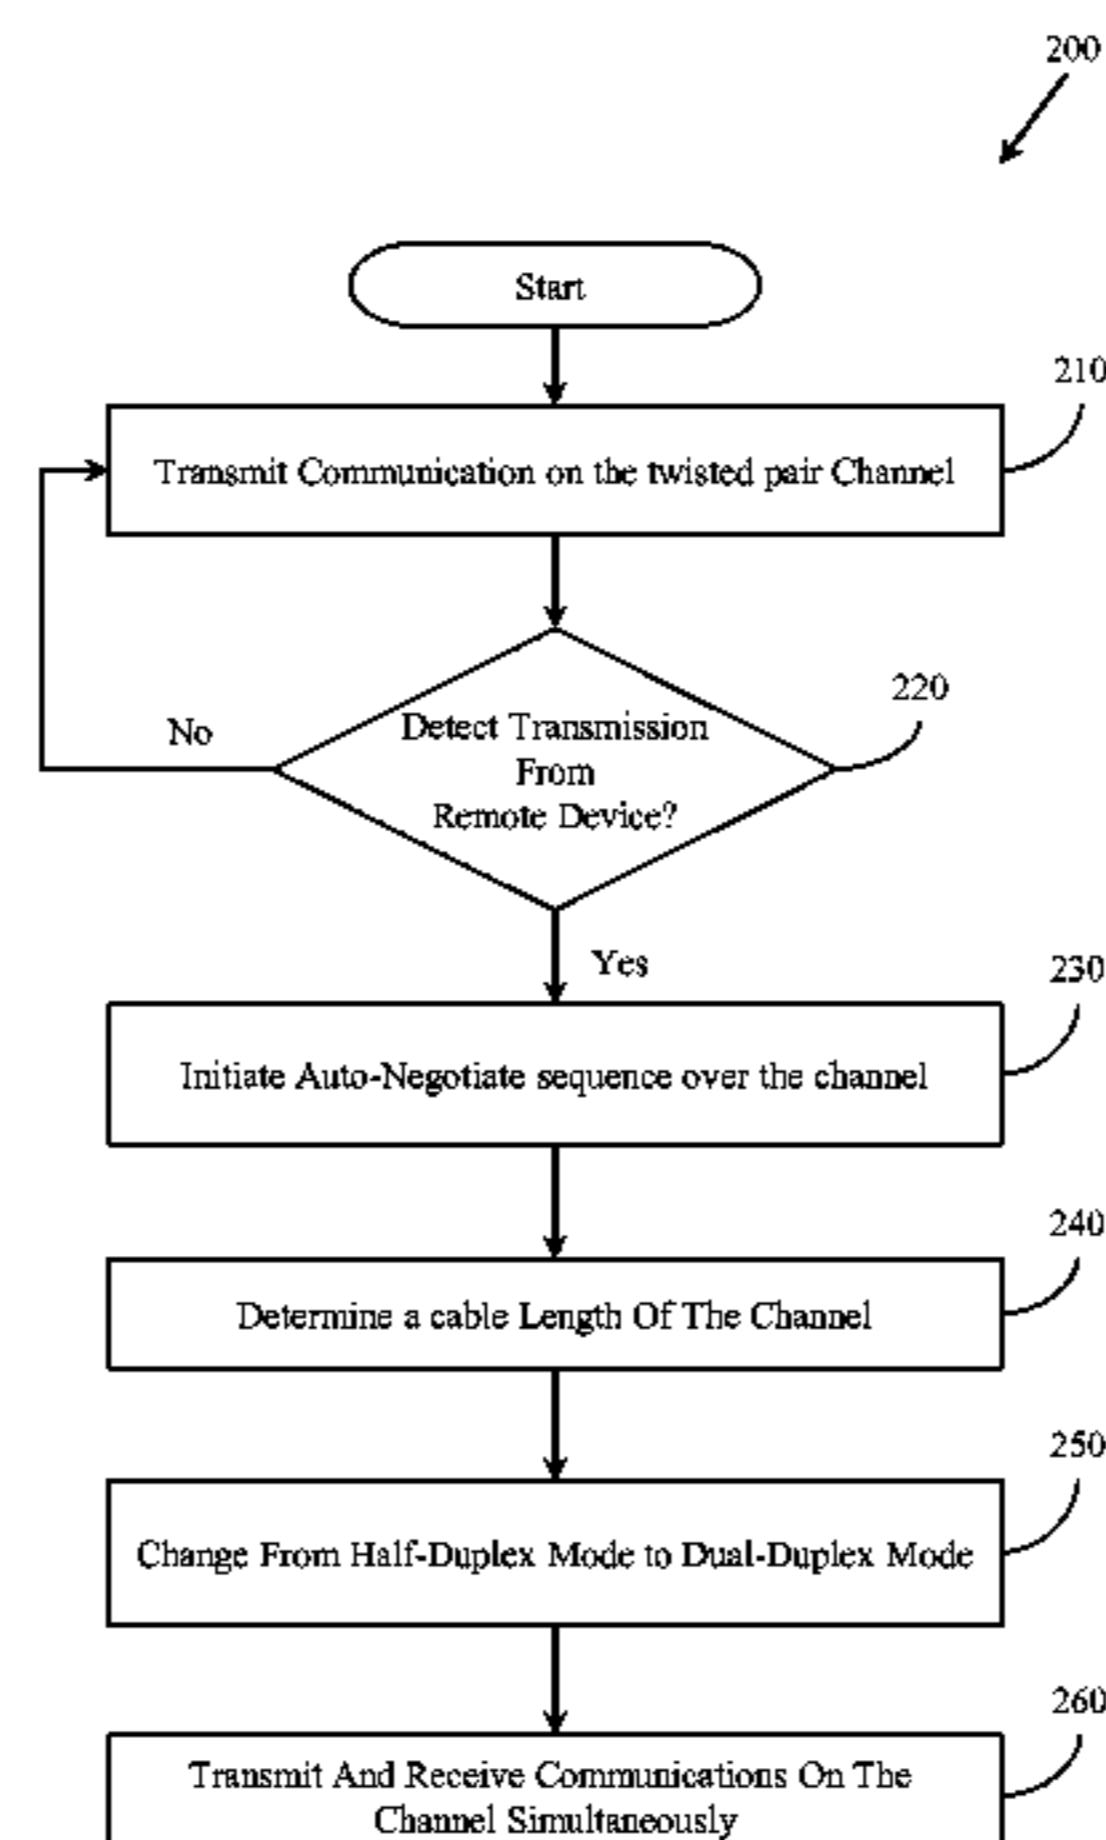 200
Start
210
Transmit Communication on the twisted pair Channel
220
No
Detect Transmission
From
Remote Device?
Yes
230
Initiate Auto-Negotiate sequence over the channel
240
Determine a cable Length Of The Channel
250
Change From Half-Duplex Mode to Dual-Duplex Mode
260
Transmit And Receive Communications On The
Channel Simultaneously